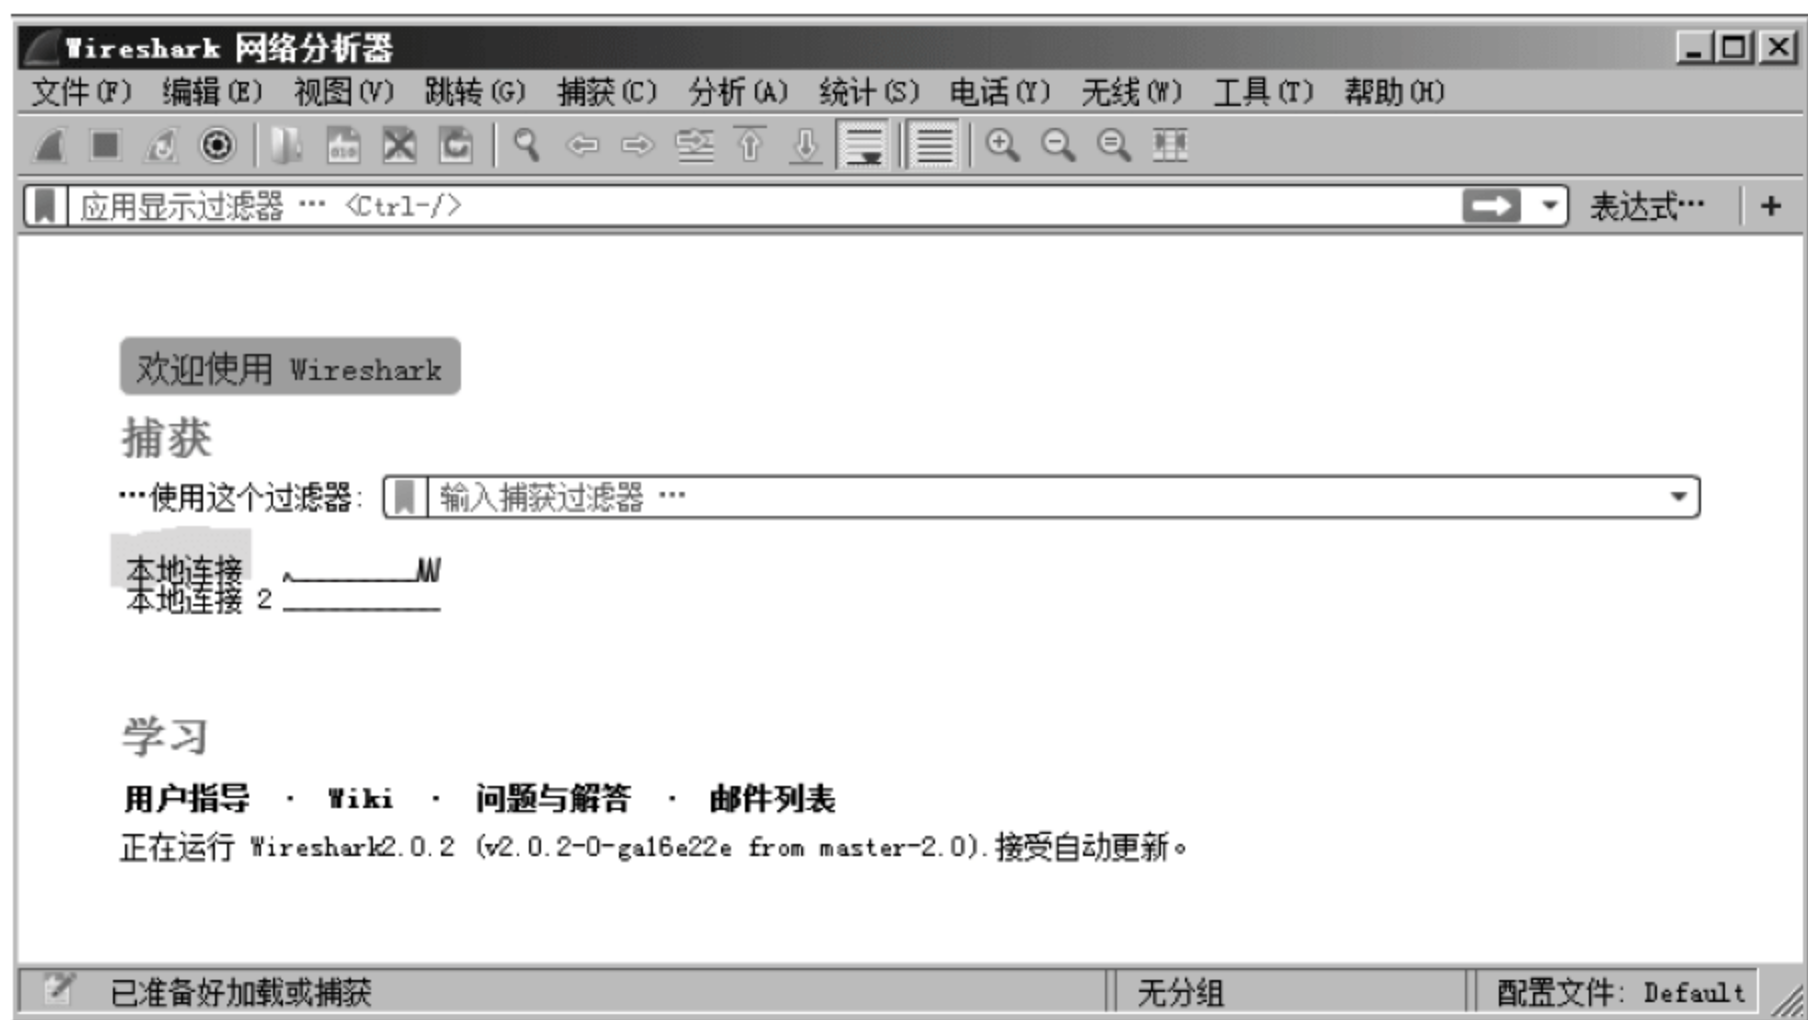 Wireshark 网络分析器
文件(F) 编辑(E) 视图(V) 跳转(G) 捕获(C) 分析(A) 统计(S) 电话(Y) 无线(W) 工具(T) 帮助(H)
应用显示过滤器 … <Ctrl-/> 表达式… +
欢迎使用 Wireshark
捕获
…使用这个过滤器: 输入捕获过滤器 …
本地连接
本地连接 2
学习
用户指导 · Wiki · 问题与解答 · 邮件列表
正在运行 Wireshark2.0.2 (v2.0.2-0-ga16e22e from master-2.0).接受自动更新。
已准备好加载或捕获 无分组 配置文件: Default